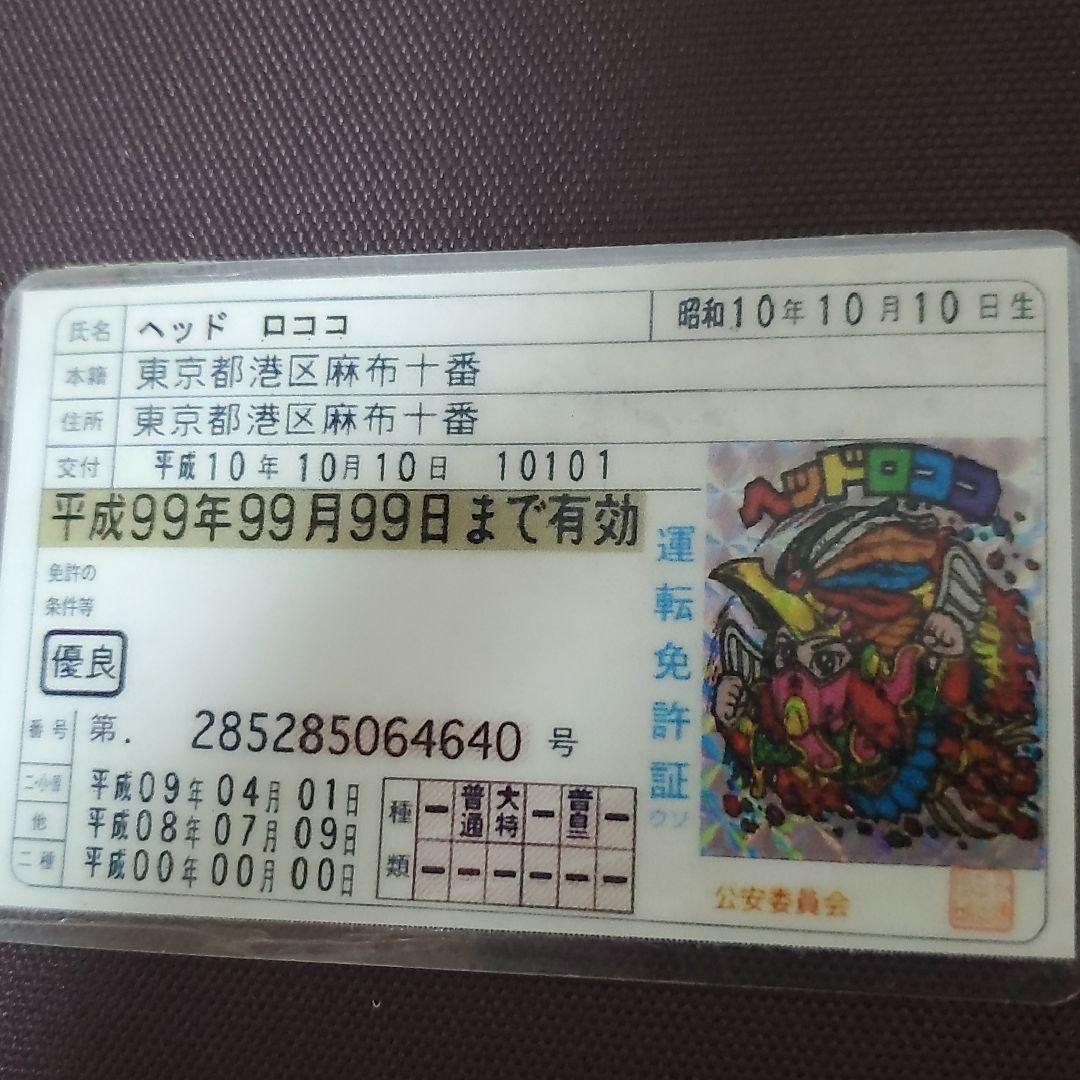 氏名 ヘッド ロココ 昭和10年10月10日生
本籍 東京都港区麻布十番
住所 東京都港区麻布十番
交付 平成10年10月10日 10101
平成99年99月99日まで有効
免許の
条件等
優良
番号 第. 285285064640 号
二小原 平成09年04月01日
他 平成08年07月09日
二種 平成00年00月00日
種類
普通
大特
普自二
運転免許証
ウソ
ヘッドロココ
公安委員会